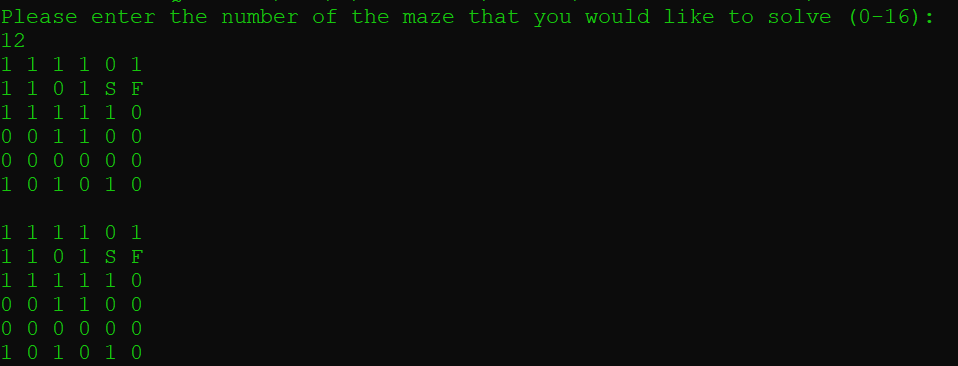 Please enter the number of the maze that you would like to solve (0-16):
12
1 1 1 1 0 1
1 1 0 1 S F
1 1 1 1 1 0
0 0 1 1 0 0
0 0 0 0 0 0
1 0 1 0 1 0
1 1 1 1 0 1
1 1 0 1 S F
1 1 1 1 1 0
0 0 1 1 0 0
0 0 0 0 0 0
1 0 1 0 1 0